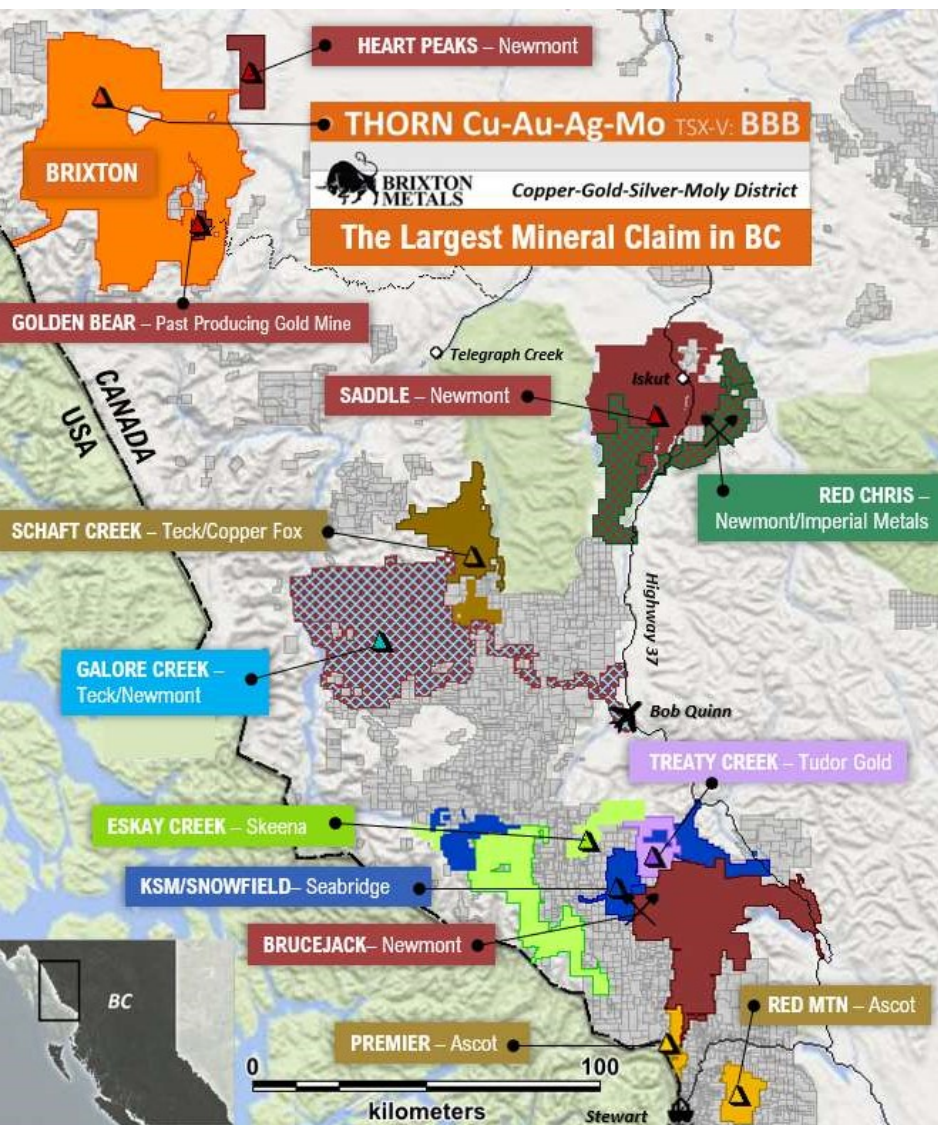 HEART PEAKS – Newmont
THORN Cu-Au-Ag-Mo TSX-V: BBB
BRIXTON
BRIXTON
METALS
Copper-Gold-Silver-Moly District
The Largest Mineral Claim in BC
GOLDEN BEAR – Past Producing Gold Mine
Telegraph Creek
CANADA
USA
SADDLE – Newmont
Iskut
RED CHRIS –
Newmont/Imperial Metals
SCHAFT CREEK – Teck/Copper Fox
Highway 37
GALORE CREEK –
Teck/Newmont
Bob Quinn
TREATY CREEK – Tudor Gold
ESKAY CREEK – Skeena
KSM/SNOWFIELD– Seabridge
BRUCEJACK– Newmont
BC
RED MTN – Ascot
PREMIER – Ascot
0 100
kilometers
Stewart